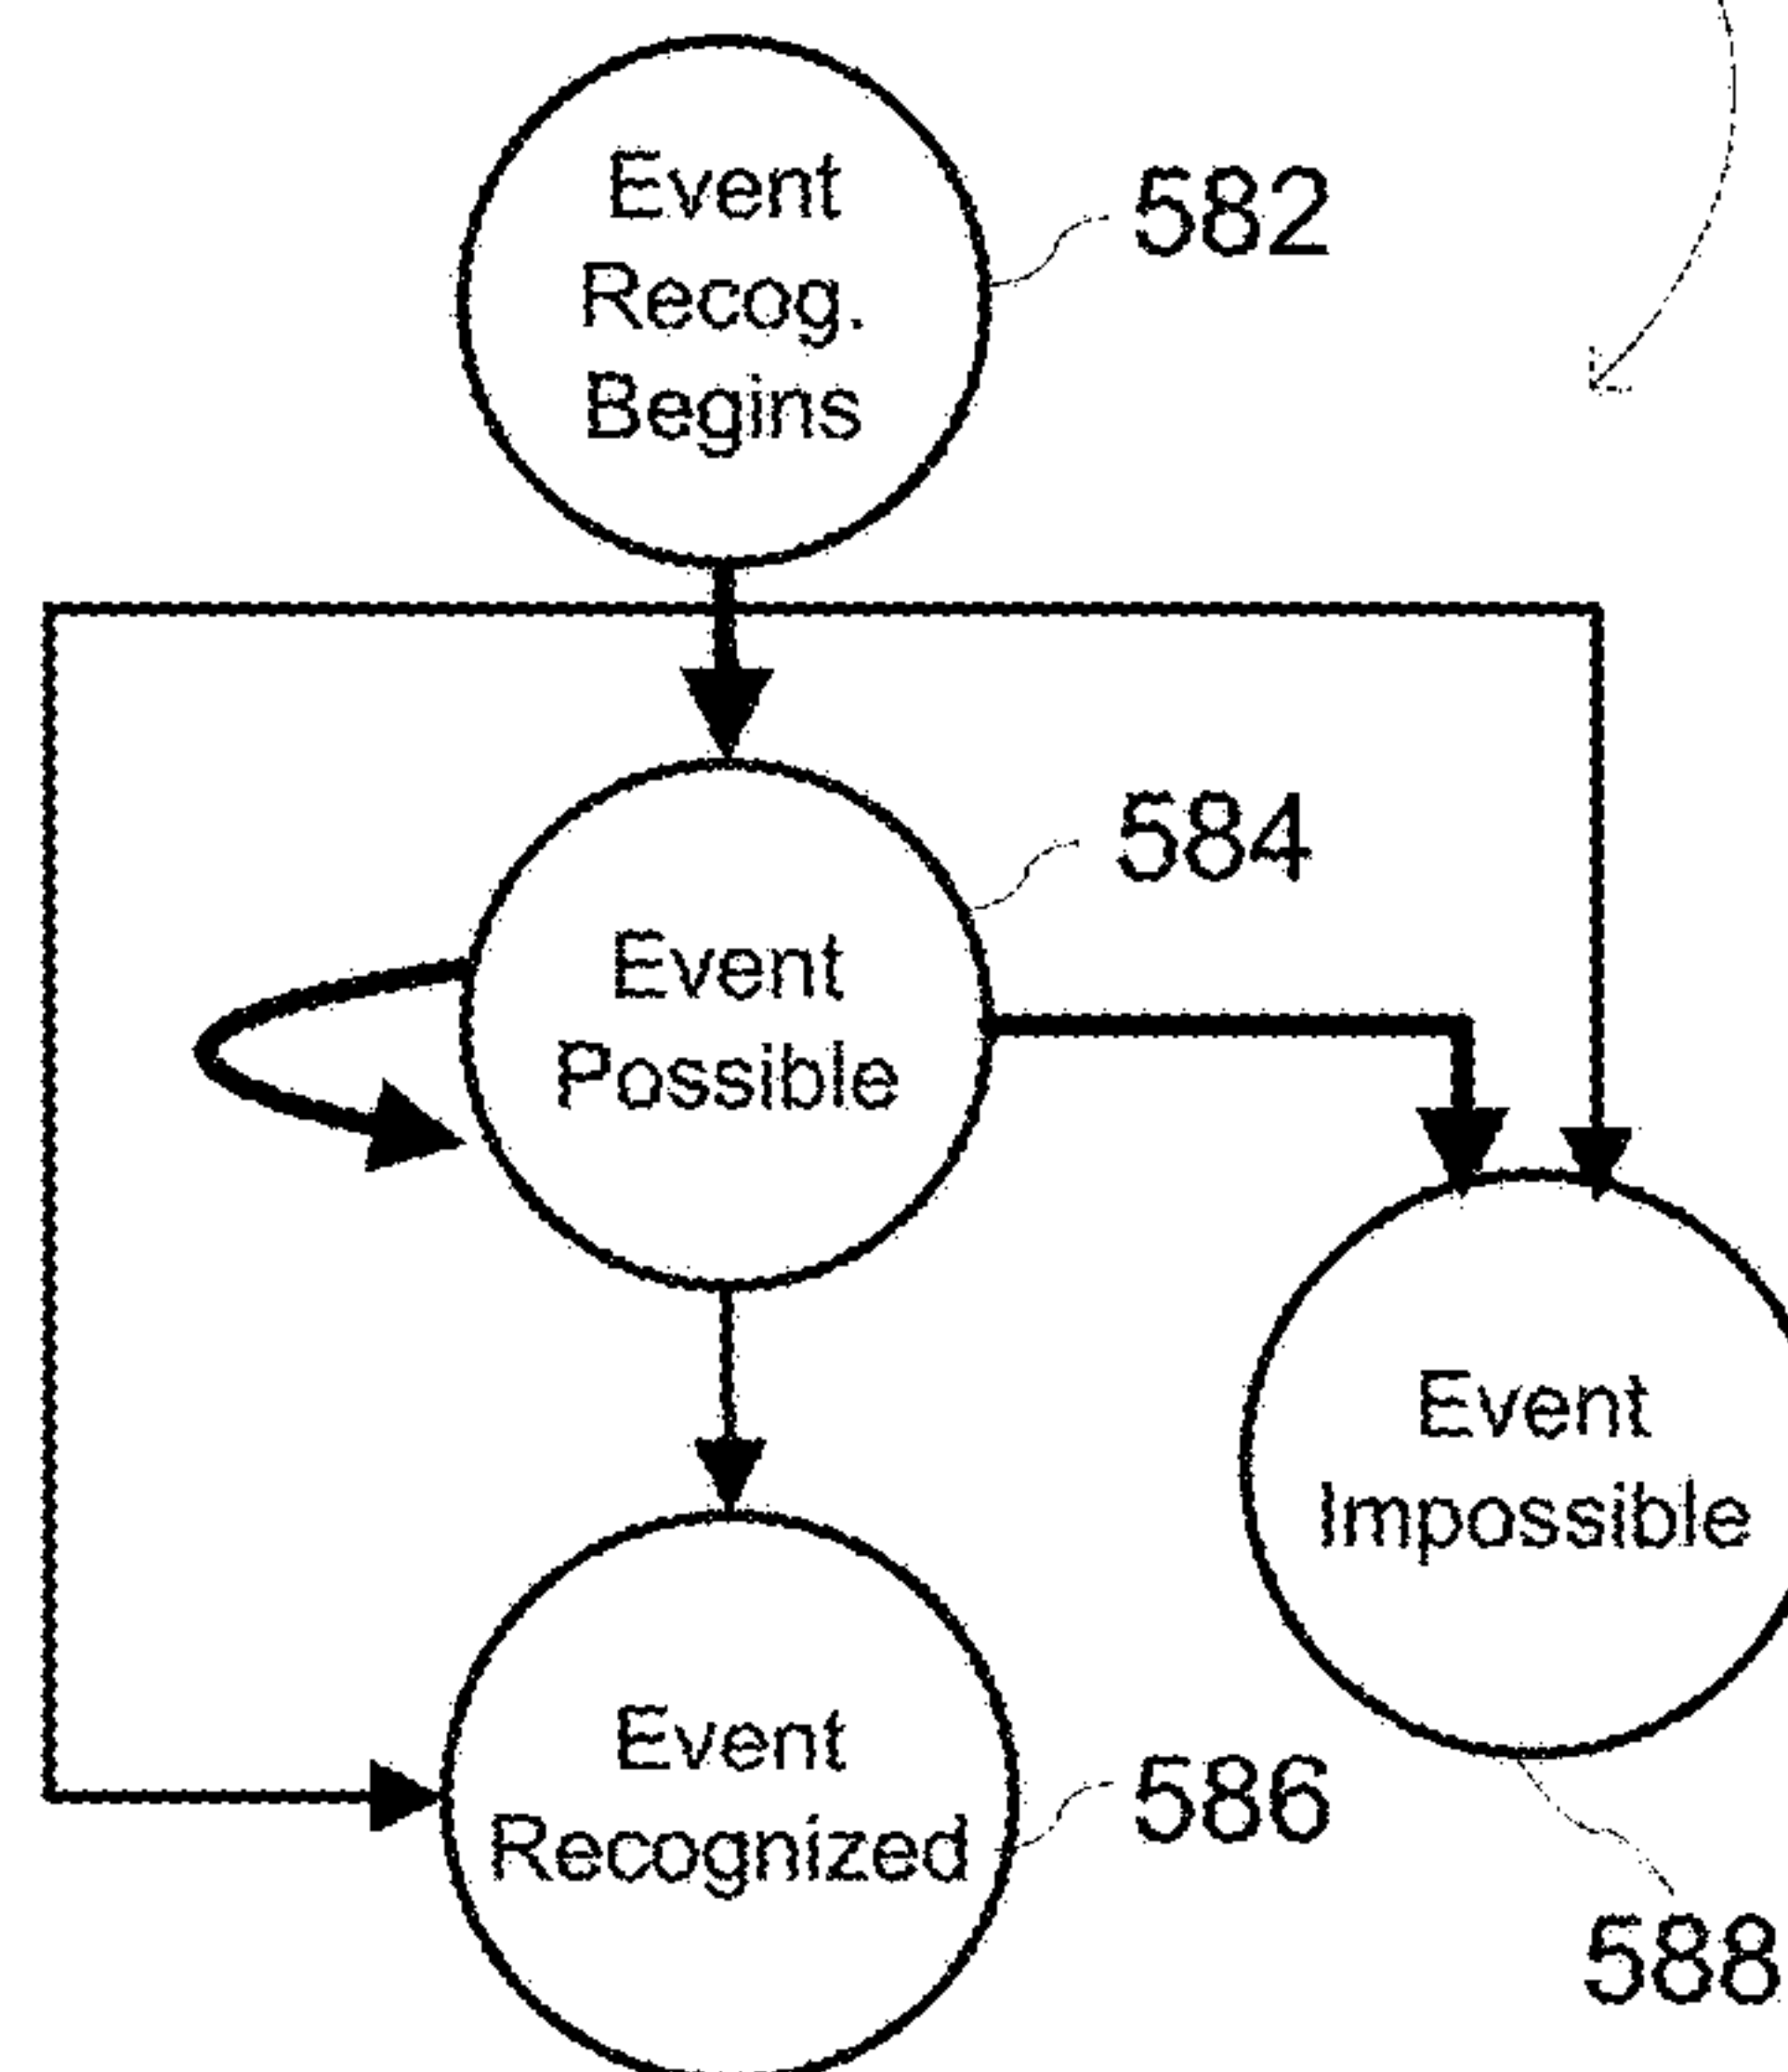 Event
Recog.
Begins
582
584
Event
Possible
Event
Impossible
Event
Recognized
586
588